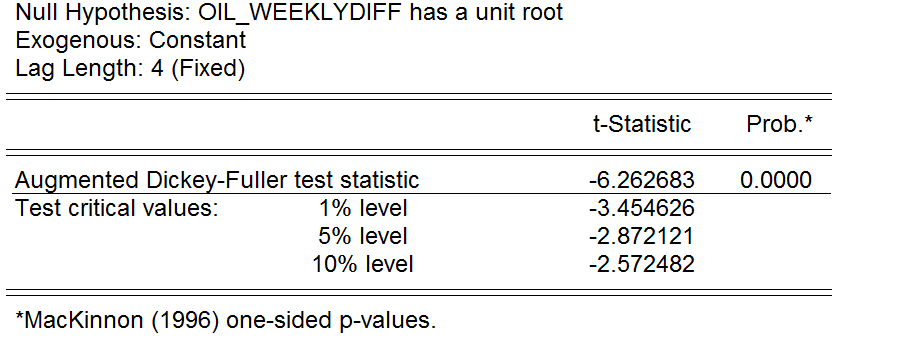 Null Hypothesis: OIL_WEEKLYDIFF has a unit root
Exogenous: Constant
Lag Length: 4 (Fixed)
t-Statistic Prob.*
Augmented Dickey-Fuller test statistic -6.262683 0.0000
Test critical values: 1% level -3.454626
5% level -2.872121
10% level -2.572482
*MacKinnon (1996) one-sided p-values.